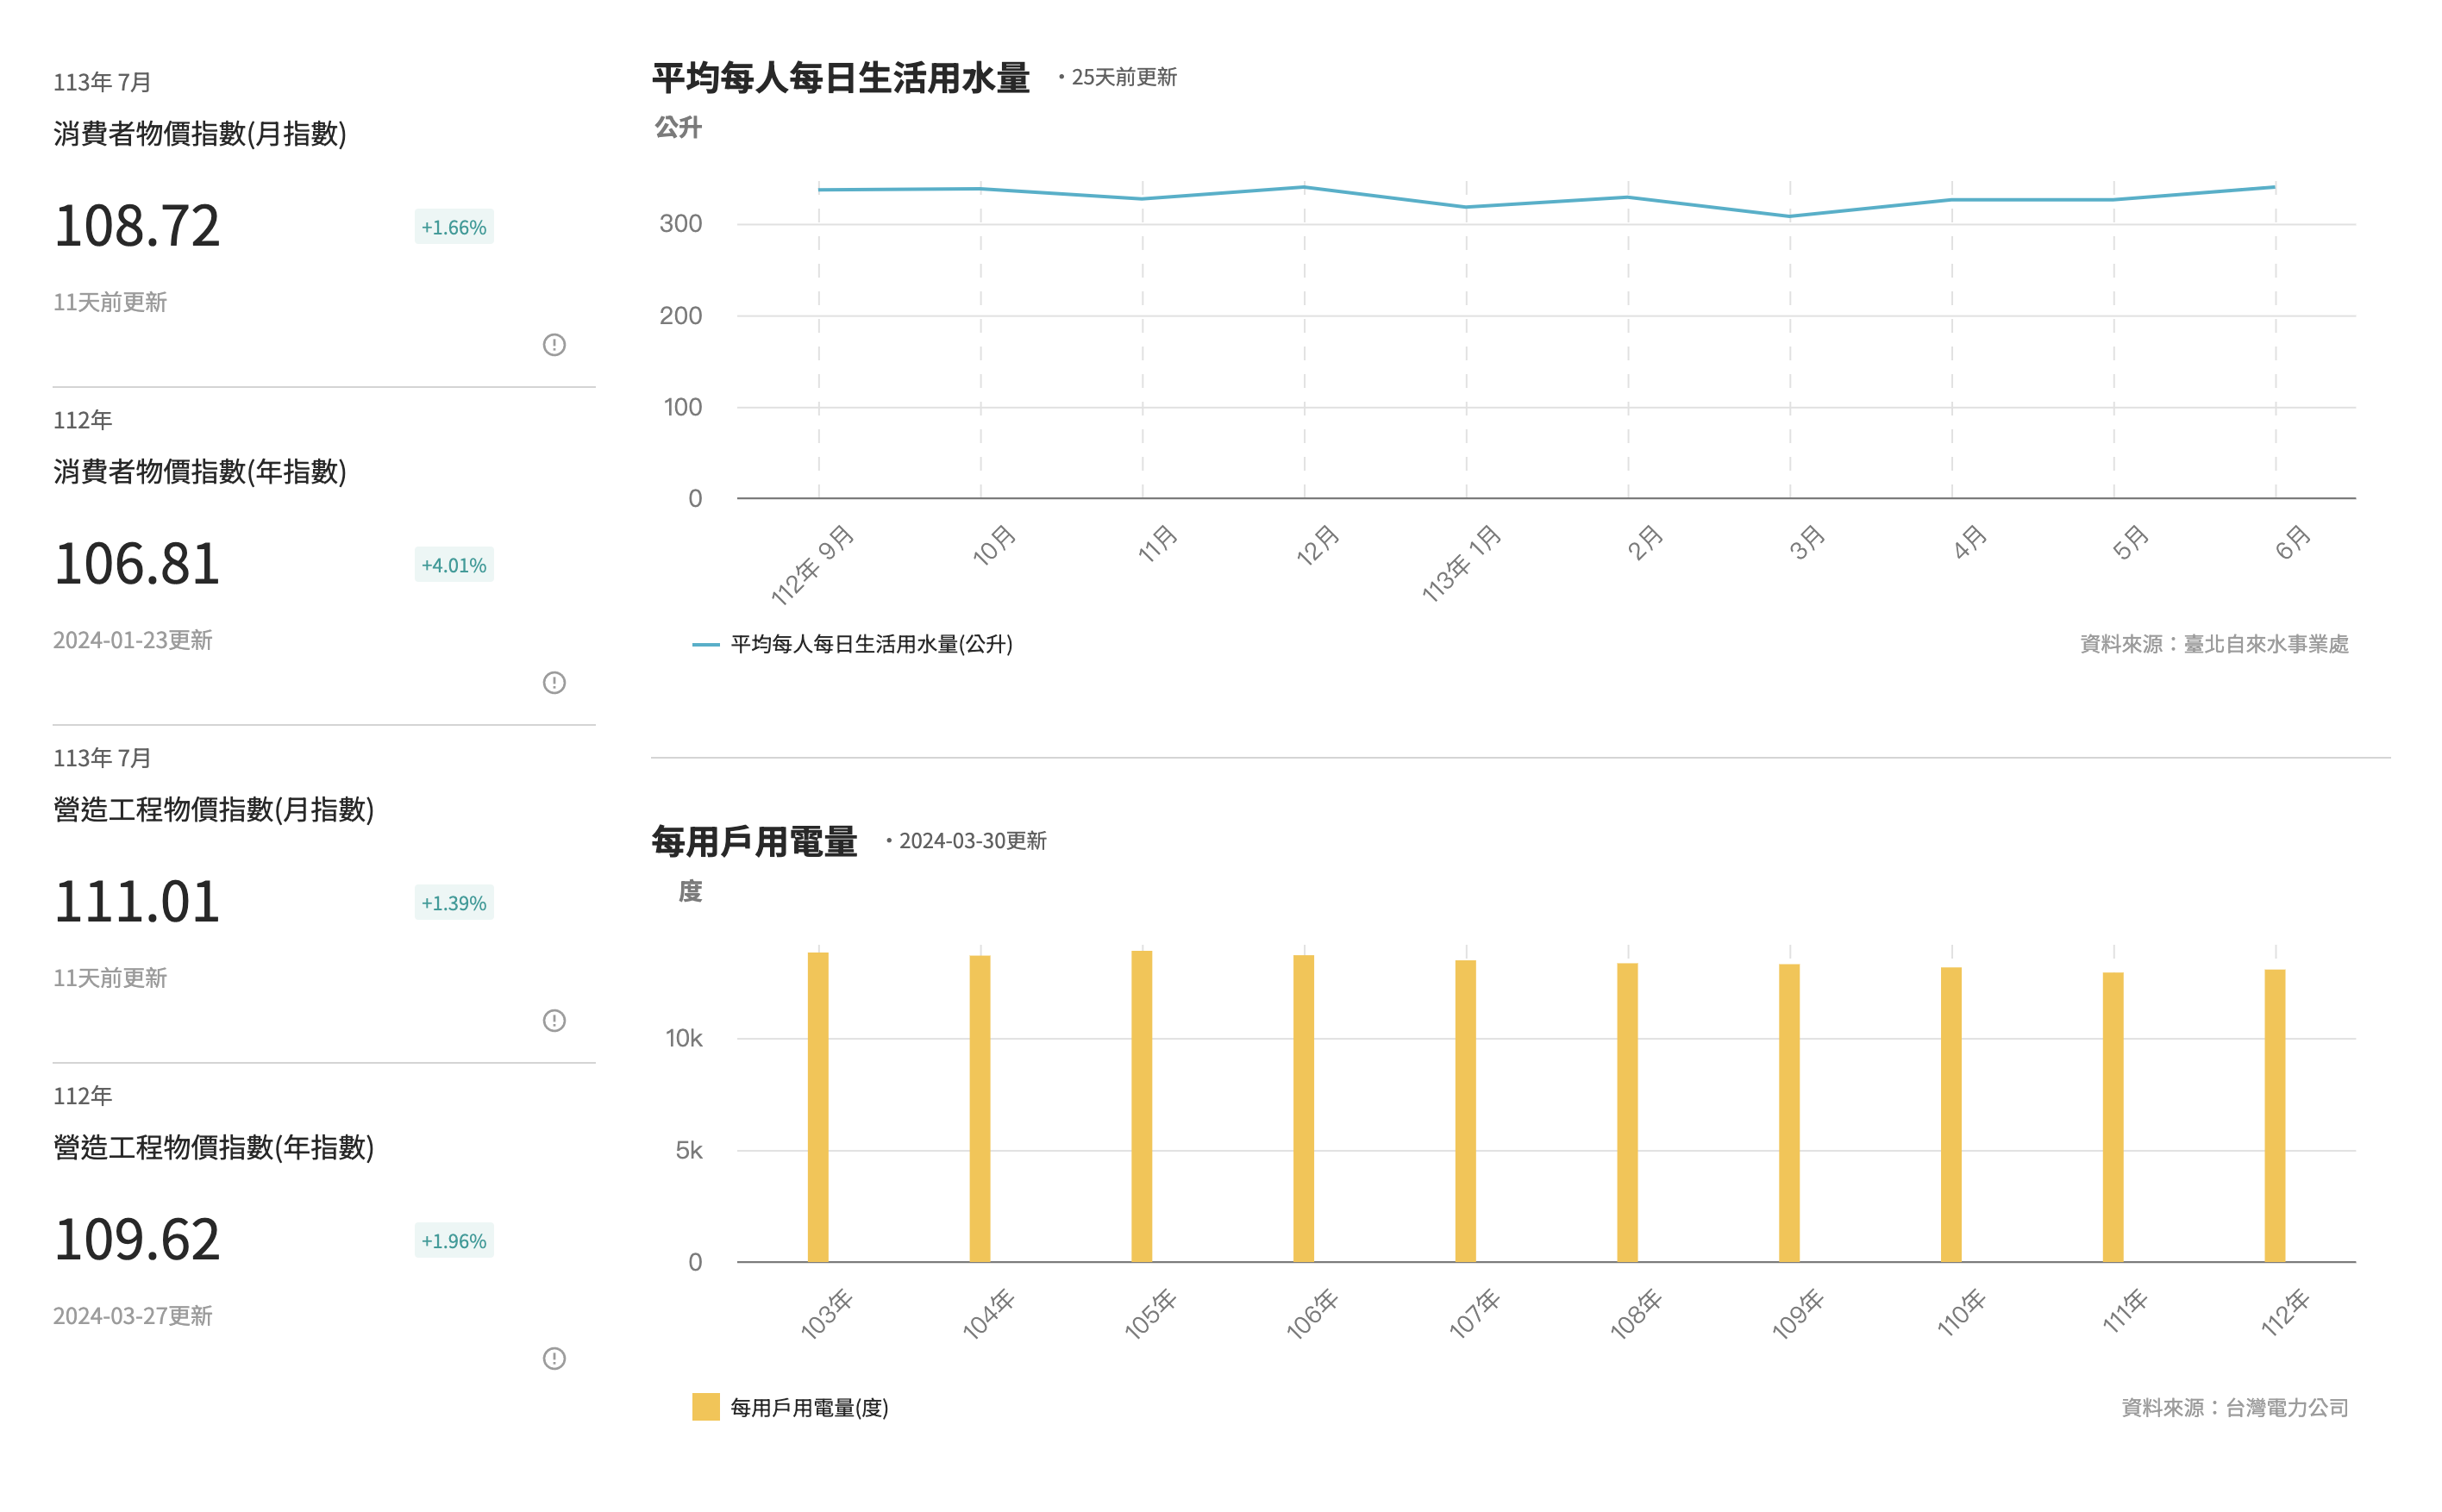 113年 7月
消費者物價指數(月指數)
108.72
+1.66%
11天前更新
112年
消費者物價指數(年指數)
106.81
+4.01%
2024-01-23更新
113年 7月
營造工程物價指數(月指數)
111.01
+1.39%
11天前更新
112年
營造工程物價指數(年指數)
109.62
+1.96%
2024-03-27更新
平均每人每日生活用水量 ・25天前更新
公升
300
200
100
0
112年 9月
10月
11月
12月
113年 1月
2月
3月
4月
5月
6月
平均每人每日生活用水量(公升)
資料來源：臺北自來水事業處
每用戶用電量 ・2024-03-30更新
度
10k
5k
0
103年
104年
105年
106年
107年
108年
109年
110年
111年
112年
每用戶用電量(度)
資料來源：台灣電力公司